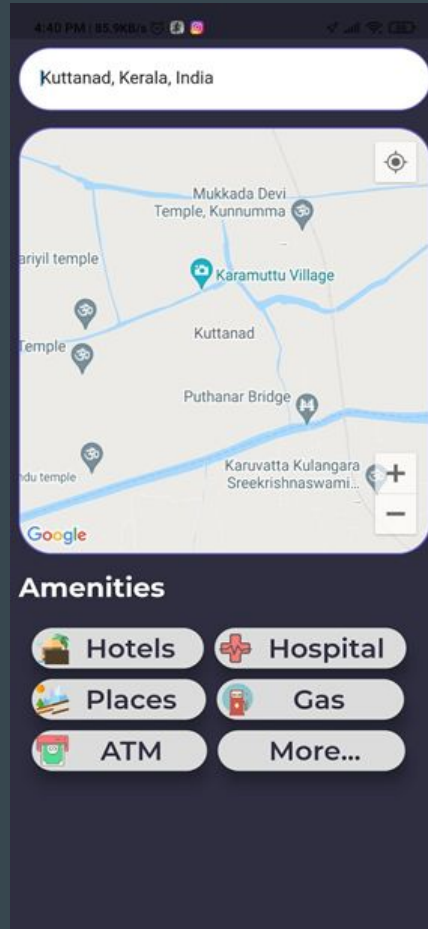 4:40 PM | 85.9KB/s
Kuttanad, Kerala, India
Mukkada Devi
Temple, Kunnumma
ariyil temple
Karamuttu Village
Temple
Kuttanad
Puthanar Bridge
Karuvatta Kulangara
Sreekrishnaswami...
ndu temple
+
−
Google
Amenities
Hotels
Hospital
Places
Gas
ATM
More...